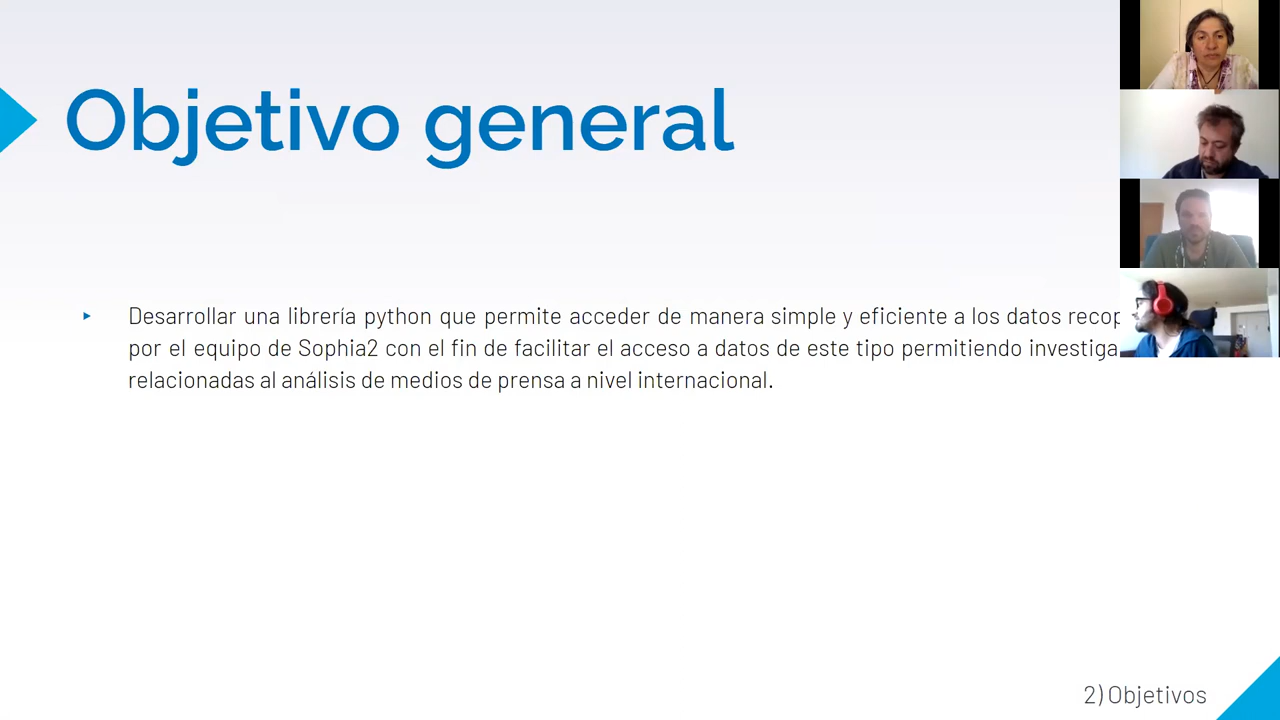 Objetivo general
Desarrollar una librería python que permite acceder de manera simple y eficiente a los datos
por el equipo de Sophia2 con el fin de facilitar el acceso a datos de este tipo permitiendo
relacionadas al análisis de medios de prensa a nivel internacional.
2) Objetivos